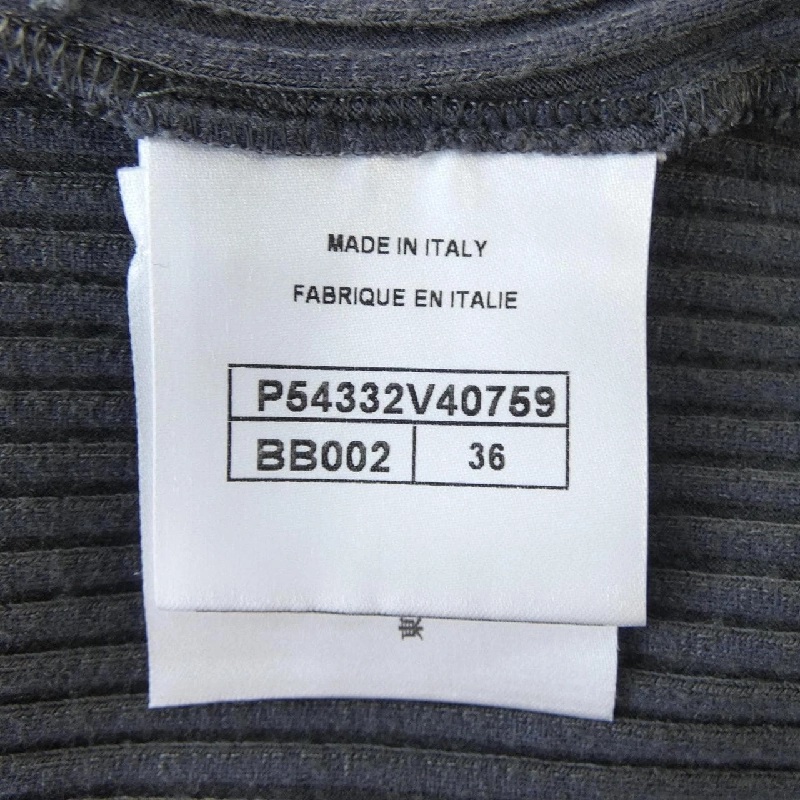 MADE IN ITALY
FABRIQUE EN ITALIE
P54332V40759
BB002 36